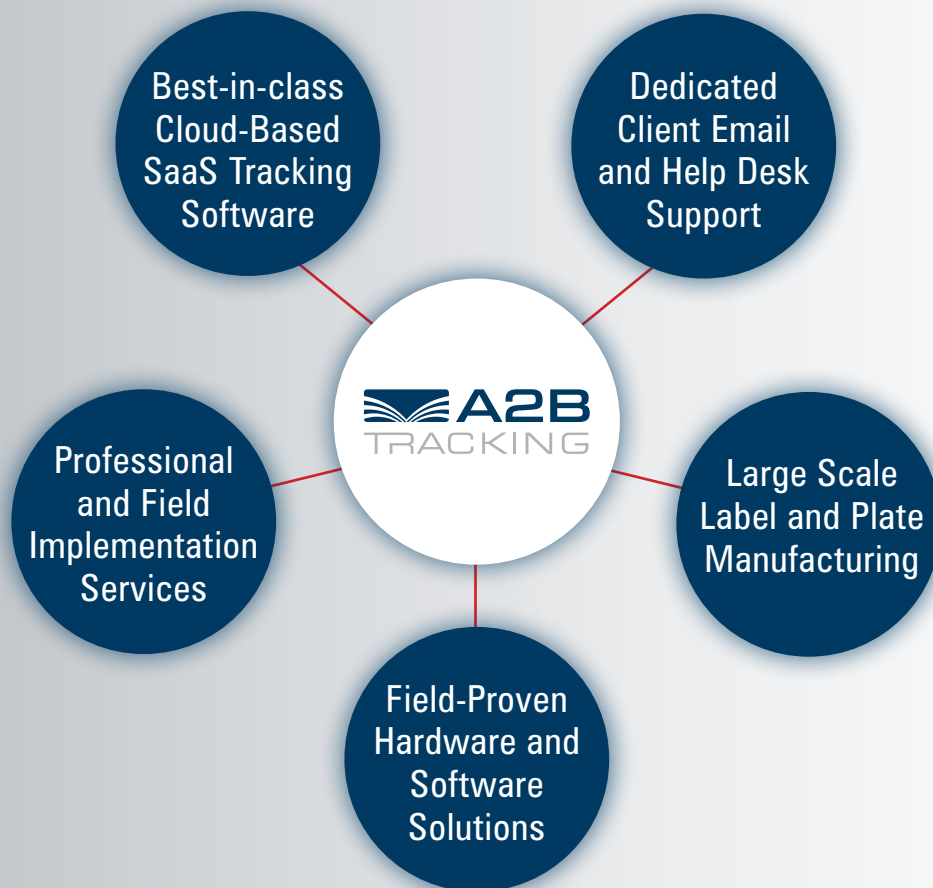 Best-in-class
Cloud-Based
SaaS Tracking
Software
Dedicated
Client Email
and Help Desk
Support
A2B
TRACKING
Professional
and Field
Implementation
Services
Large Scale
Label and Plate
Manufacturing
Field-Proven
Hardware and
Software
Solutions